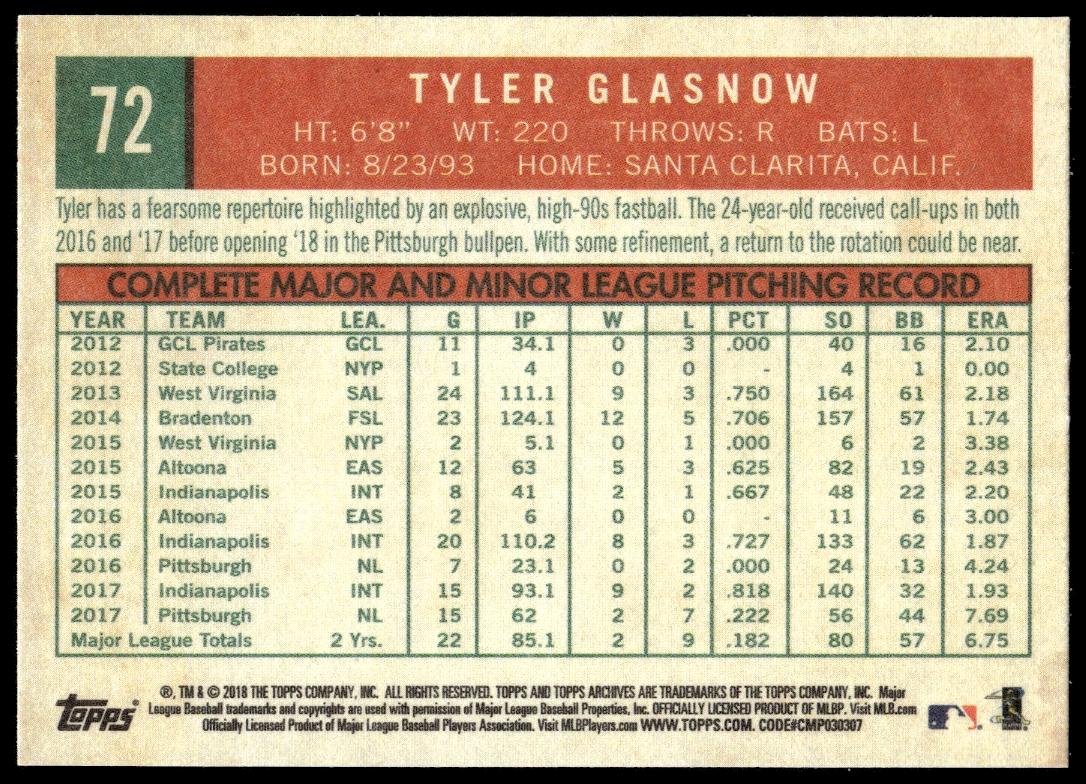 72
TYLER GLASNOW
HT: 6'8" WT: 220 THROWS: R BATS: L
BORN: 8/23/93 HOME: SANTA CLARITA, CALIF.
Tyler has a fearsome repertoire highlighted by an explosive, high-90s fastball. The 24-year-old received call-ups in both
2016 and '17 before opening '18 in the Pittsburgh bullpen. With some refinement, a return to the rotation could be near.
COMPLETE MAJOR AND MINOR LEAGUE PITCHING RECORD
YEAR TEAM LEA. G IP W L PCT SO BB ERA
2012 GCL Pirates GCL 11 34.1 0 3 .000 40 16 2.10
2012 State College NYP 1 4 0 0 - 4 1 0.00
2013 West Virginia SAL 24 111.1 9 3 .750 164 61 2.18
2014 Bradenton FSL 23 124.1 12 5 .706 157 57 1.74
2015 West Virginia NYP 2 5.1 0 1 .000 6 2 3.38
2015 Altoona EAS 12 63 5 3 .625 82 19 2.43
2015 Indianapolis INT 8 41 2 1 .667 48 22 2.20
2016 Altoona EAS 2 6 0 0 - 11 6 3.00
2016 Indianapolis INT 20 110.2 8 3 .727 133 62 1.87
2016 Pittsburgh NL 7 23.1 0 2 .000 24 13 4.24
2017 Indianapolis INT 15 93.1 9 2 .818 140 32 1.93
2017 Pittsburgh NL 15 62 2 7 .222 56 44 7.69
Major League Totals 2 Yrs. 22 85.1 2 9 .182 80 57 6.75
topps®
®, TM & © 2018 THE TOPPS COMPANY, INC. ALL RIGHTS RESERVED. TOPPS AND TOPPS ARCHIVES ARE TRADEMARKS OF THE TOPPS COMPANY, INC. Major
League Baseball trademarks and copyrights are used with permission of Major League Baseball Properties, Inc. OFFICIALLY LICENSED PRODUCT OF MLBP. Visit MLB.com
Officially Licensed Product of Major League Baseball Players Association. Visit MLBPlayers.com WWW.TOPPS.COM. CODE#CMP030307